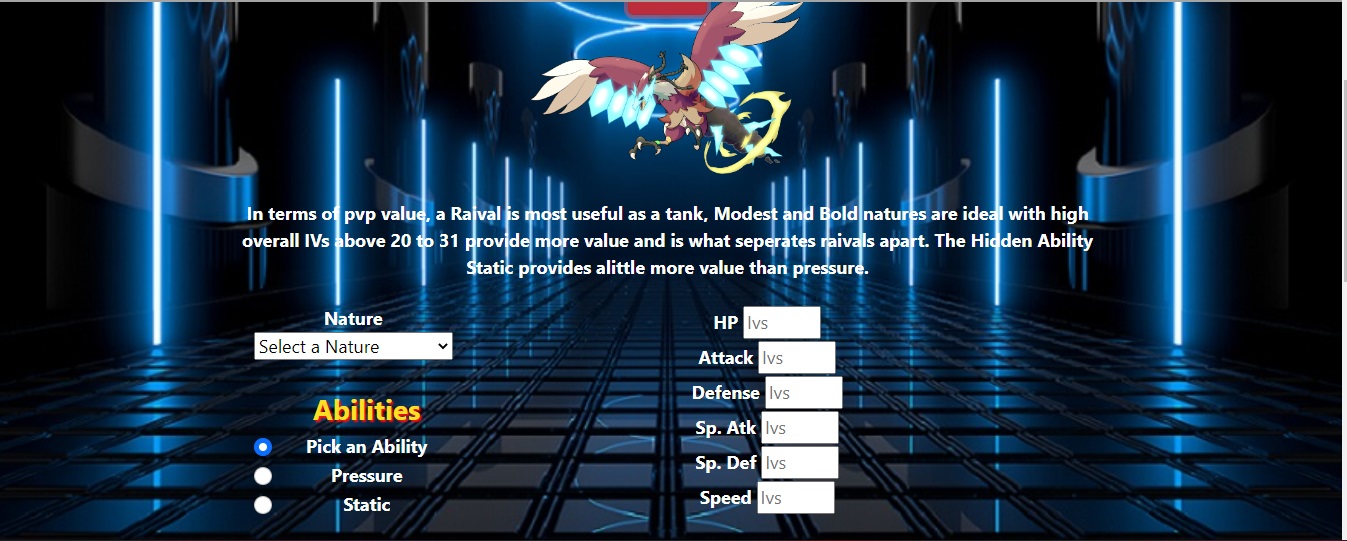 In terms of pvp value, a Raival is most useful as a tank, Modest and Bold natures are ideal with high
overall IVs above 20 to 31 provide more value and is what seperates raivals apart. The Hidden Ability
Static provides alittle more value than pressure.
Nature
Select a Nature
Abilities
Pick an Ability
Pressure
Static
HP Ivs
Attack Ivs
Defense Ivs
Sp. Atk Ivs
Sp. Def Ivs
Speed Ivs